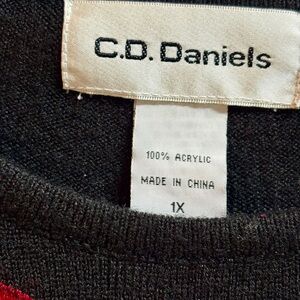 C.D. Daniels
100% ACRYLIC
MADE IN CHINA
1X